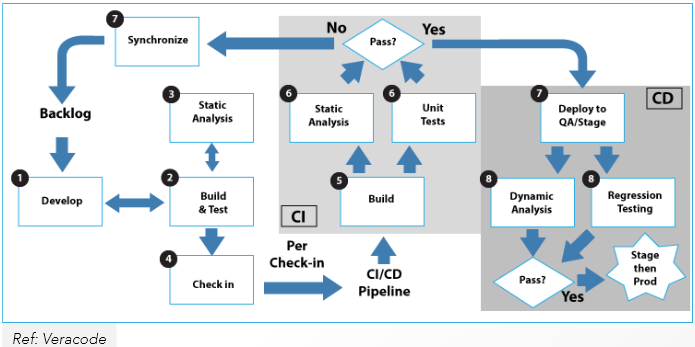 7
Synchronize
No
Pass?
Yes
Backlog
3
Static
Analysis
6
Static
Analysis
6
Unit
Tests
7
Deploy to
QA/Stage
CD
1
Develop
2
Build
& Test
5
Build
CI
8
Dynamic
Analysis
8
Regression
Testing
4
Check in
Per
Check-in
CI/CD
Pipeline
Pass?
Yes
Stage
then
Prod
Ref: Veracode